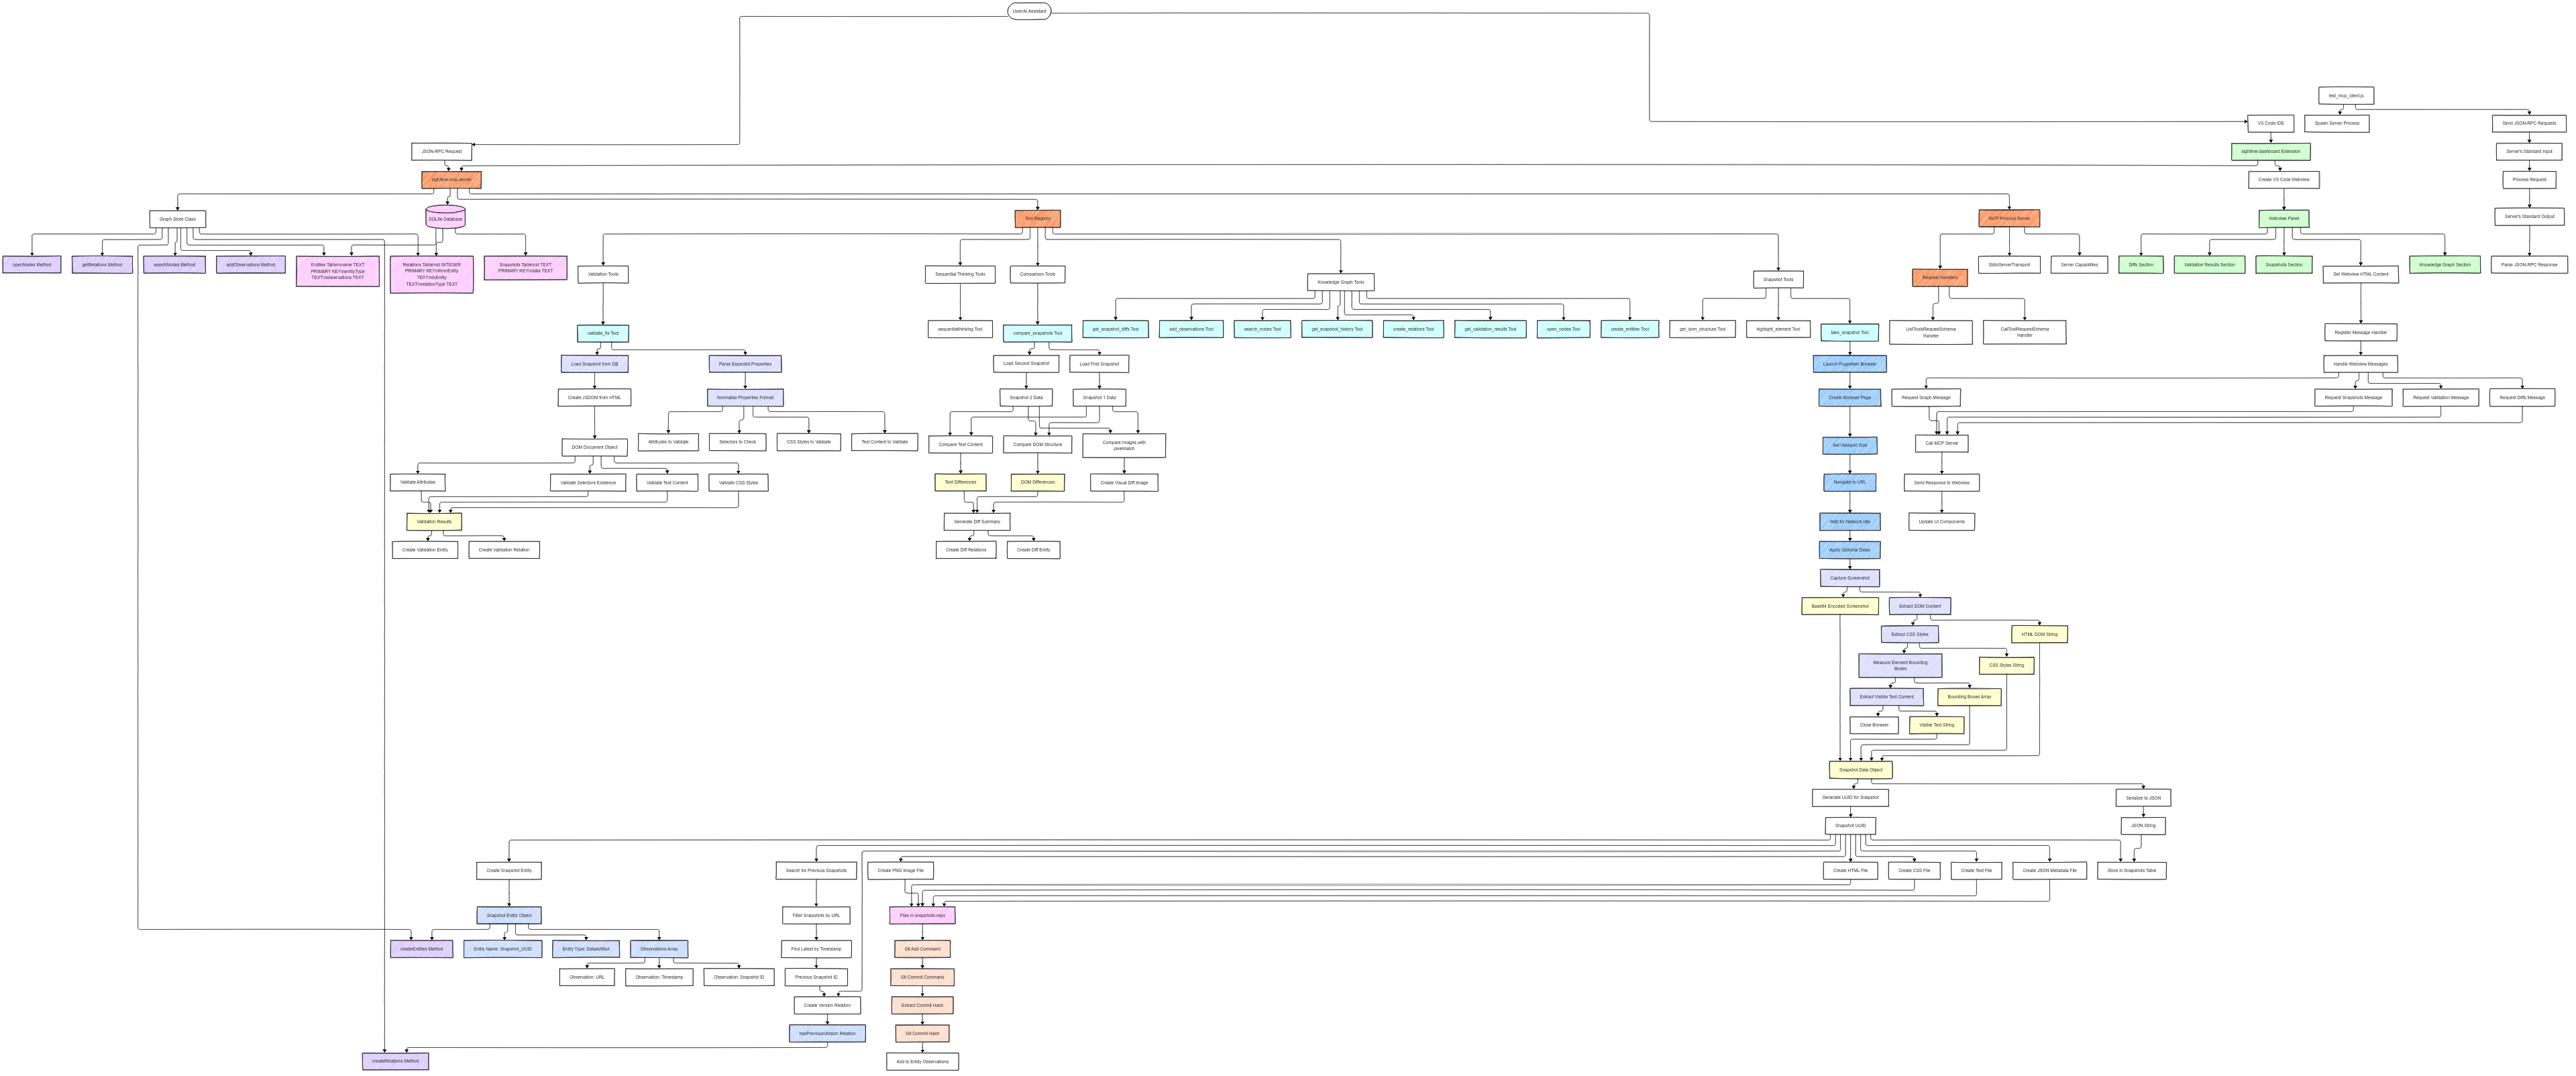 User/AI Assistant
test_mcp_client.js
VS Code IDE
Spawn Server Process
Send JSON-RPC Requests
JSON-RPC Request
sightline-dashboard Extension
Server's Standard Input
sightline-mcp-server
Create VS Code Webview
Process Request
Graph Store Class
SQLite Database
Tool Registry
MCP Protocol Server
Webview Panel
Server's Standard Output
openNodes Method
getRelations Method
searchNodes Method
addObservations Method
Entities Table\nname TEXT
PRIMARY KEY\nentityType
TEXT\nobservations TEXT
Relations Table\nid INTEGER
PRIMARY KEY\nfromEntity
TEXT\ntoEntity
TEXT\nrelationType TEXT
Snapshots Table\nid TEXT
PRIMARY KEY\ndata TEXT
Validation Tools
Sequential Thinking Tools
Comparison Tools
Knowledge Graph Tools
Snapshot Tools
Request Handlers
StdioServerTransport
Server Capabilities
Diffs Section
Validation Results Section
Snapshots Section
Set Webview HTML Content
Knowledge Graph Section
Parse JSON-RPC Response
validate_fix Tool
sequentialthinking Tool
compare_snapshots Tool
get_snapshot_diffs Tool
add_observations Tool
search_nodes Tool
get_snapshot_history Tool
create_relations Tool
get_validation_results Tool
open_nodes Tool
create_entities Tool
get_dom_structure Tool
highlight_element Tool
take_snapshot Tool
ListToolsRequestSchema
Handler
CallToolRequestSchema
Handler
Register Message Handler
Load Snapshot from DB
Parse Expected Properties
Load Second Snapshot
Load First Snapshot
Launch Puppeteer Browser
Handle Webview Messages
Create JSDOM from HTML
Normalize Properties Format
Snapshot 2 Data
Snapshot 1 Data
Create Browser Page
Request Graph Message
Request Snapshots Message
Request Validation Message
Request Diffs Message
DOM Document Object
Attributes to Validate
Selectors to Check
CSS Styles to Validate
Text Content to Validate
Compare Text Content
Compare DOM Structure
Compare Images with
pixelmatch
Set Viewport Size
Call MCP Server
Validate Attributes
Validate Selectors Existence
Validate Text Content
Validate CSS Styles
Text Differences
DOM Differences
Create Visual Diff Image
Navigate to URL
Send Response to Webview
Validation Results
Generate Diff Summary
Wait for Network Idle
Update UI Components
Create Validation Entity
Create Validation Relation
Create Diff Relations
Create Diff Entity
Apply Optional Delay
Capture Screenshot
Base64 Encoded Screenshot
Extract DOM Content
Extract CSS Styles
HTML DOM String
Measure Element Bounding
Boxes
CSS Styles String
Extract Visible Text Content
Bounding Boxes Array
Close Browser
Visible Text String
Snapshot Data Object
Generate UUID for Snapshot
Serialize to JSON
Snapshot UUID
JSON String
Create Snapshot Entity
Search for Previous Snapshots
Create PNG Image File
Create HTML File
Create CSS File
Create Text File
Create JSON Metadata File
Store in Snapshots Table
Snapshot Entity Object
Filter Snapshots by URL
Files in snapshots-repo
createEntities Method
Entity Name: Snapshot_UUID
Entity Type: DataArtifact
Observations Array
Find Latest by Timestamp
Git Add Command
Observation: URL
Observation: Timestamp
Observation: Snapshot ID
Previous Snapshot ID
Git Commit Command
Create Version Relation
Extract Commit Hash
hasPreviousVersion Relation
Git Commit Hash
createRelations Method
Add to Entity Observations